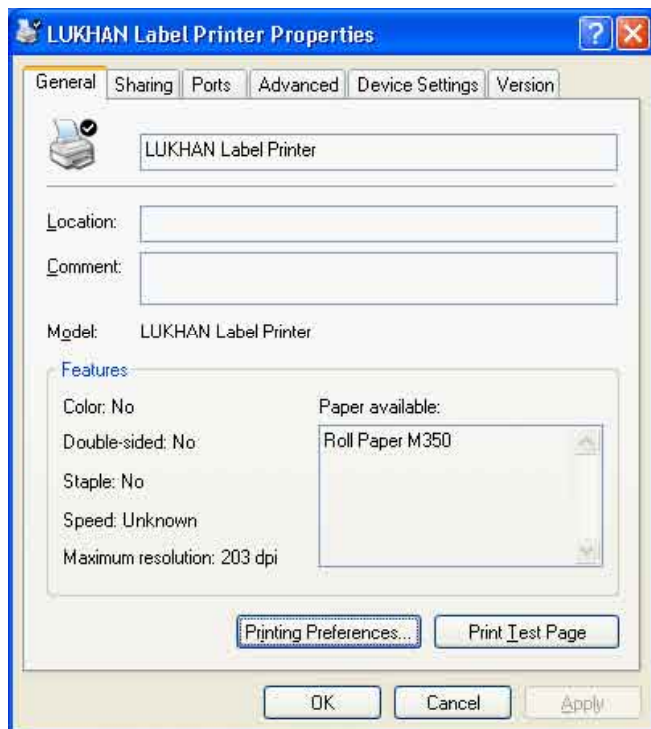 LUKHAN Label Printer Properties
General Sharing Ports Advanced Device Settings Version
LUKHAN Label Printer
Location:
Comment:
Model: LUKHAN Label Printer
Features
Color: No Paper available:
Double-sided: No Roll Paper M350
Staple: No
Speed: Unknown
Maximum resolution: 203 dpi
Printing Preferences... Print Test Page
OK Cancel Apply